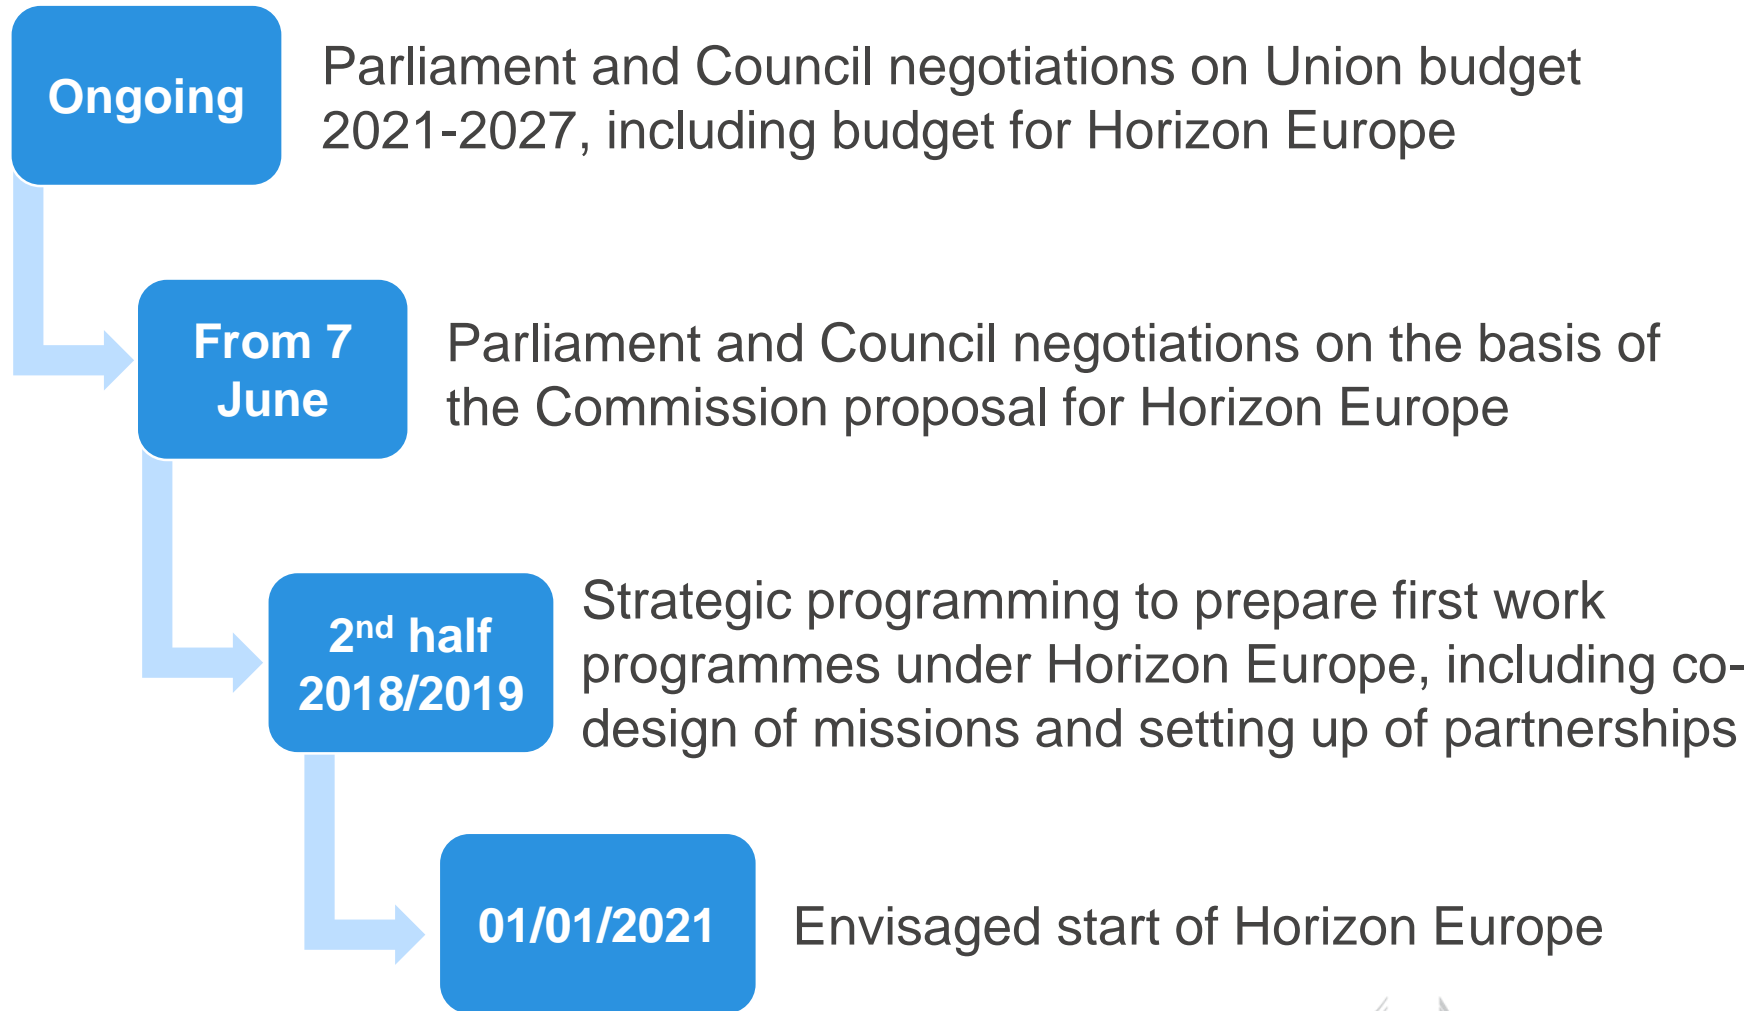 Ongoing
Parliament and Council negotiations on Union budget
2021-2027, including budget for Horizon Europe
From 7
June
Parliament and Council negotiations on the basis of
the Commission proposal for Horizon Europe
2nd half
2018/2019
Strategic programming to prepare first work
programmes under Horizon Europe, including co-
design of missions and setting up of partnerships
01/01/2021
Envisaged start of Horizon Europe